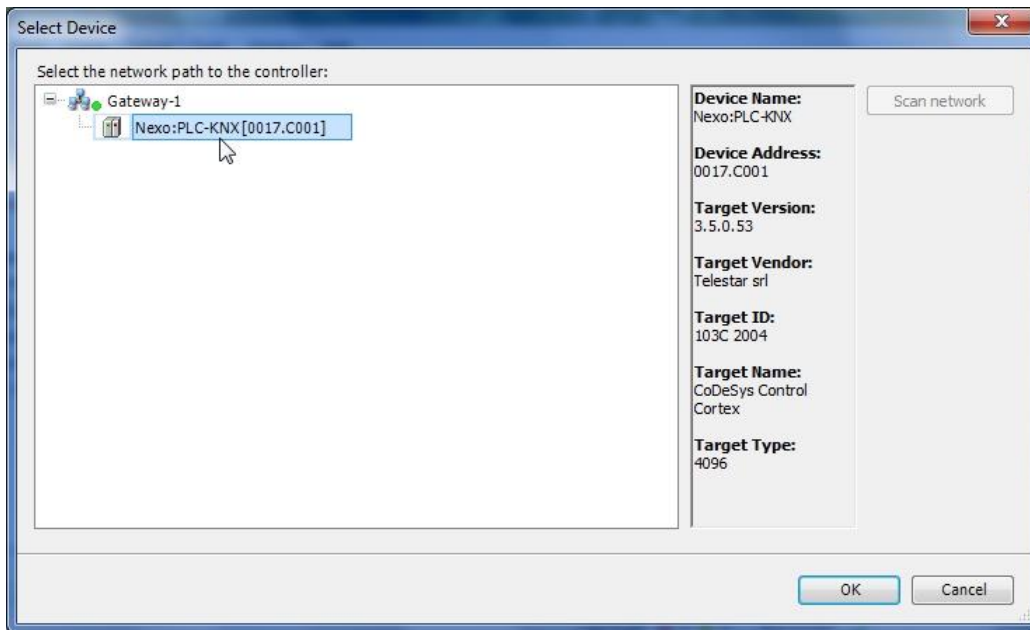 Select Device
Select the network path to the controller:
Gateway-1
Nexo:PLC-KNX [0017.C001]
Device Name:
Nexo:PLC-KNX
Device Address:
0017.C001
Target Version:
3.5.0.53
Target Vendor:
Telestar srl
Target ID:
103C 2004
Target Name:
CoDeSys Control
Cortex
Target Type:
4096
Scan network
OK
Cancel